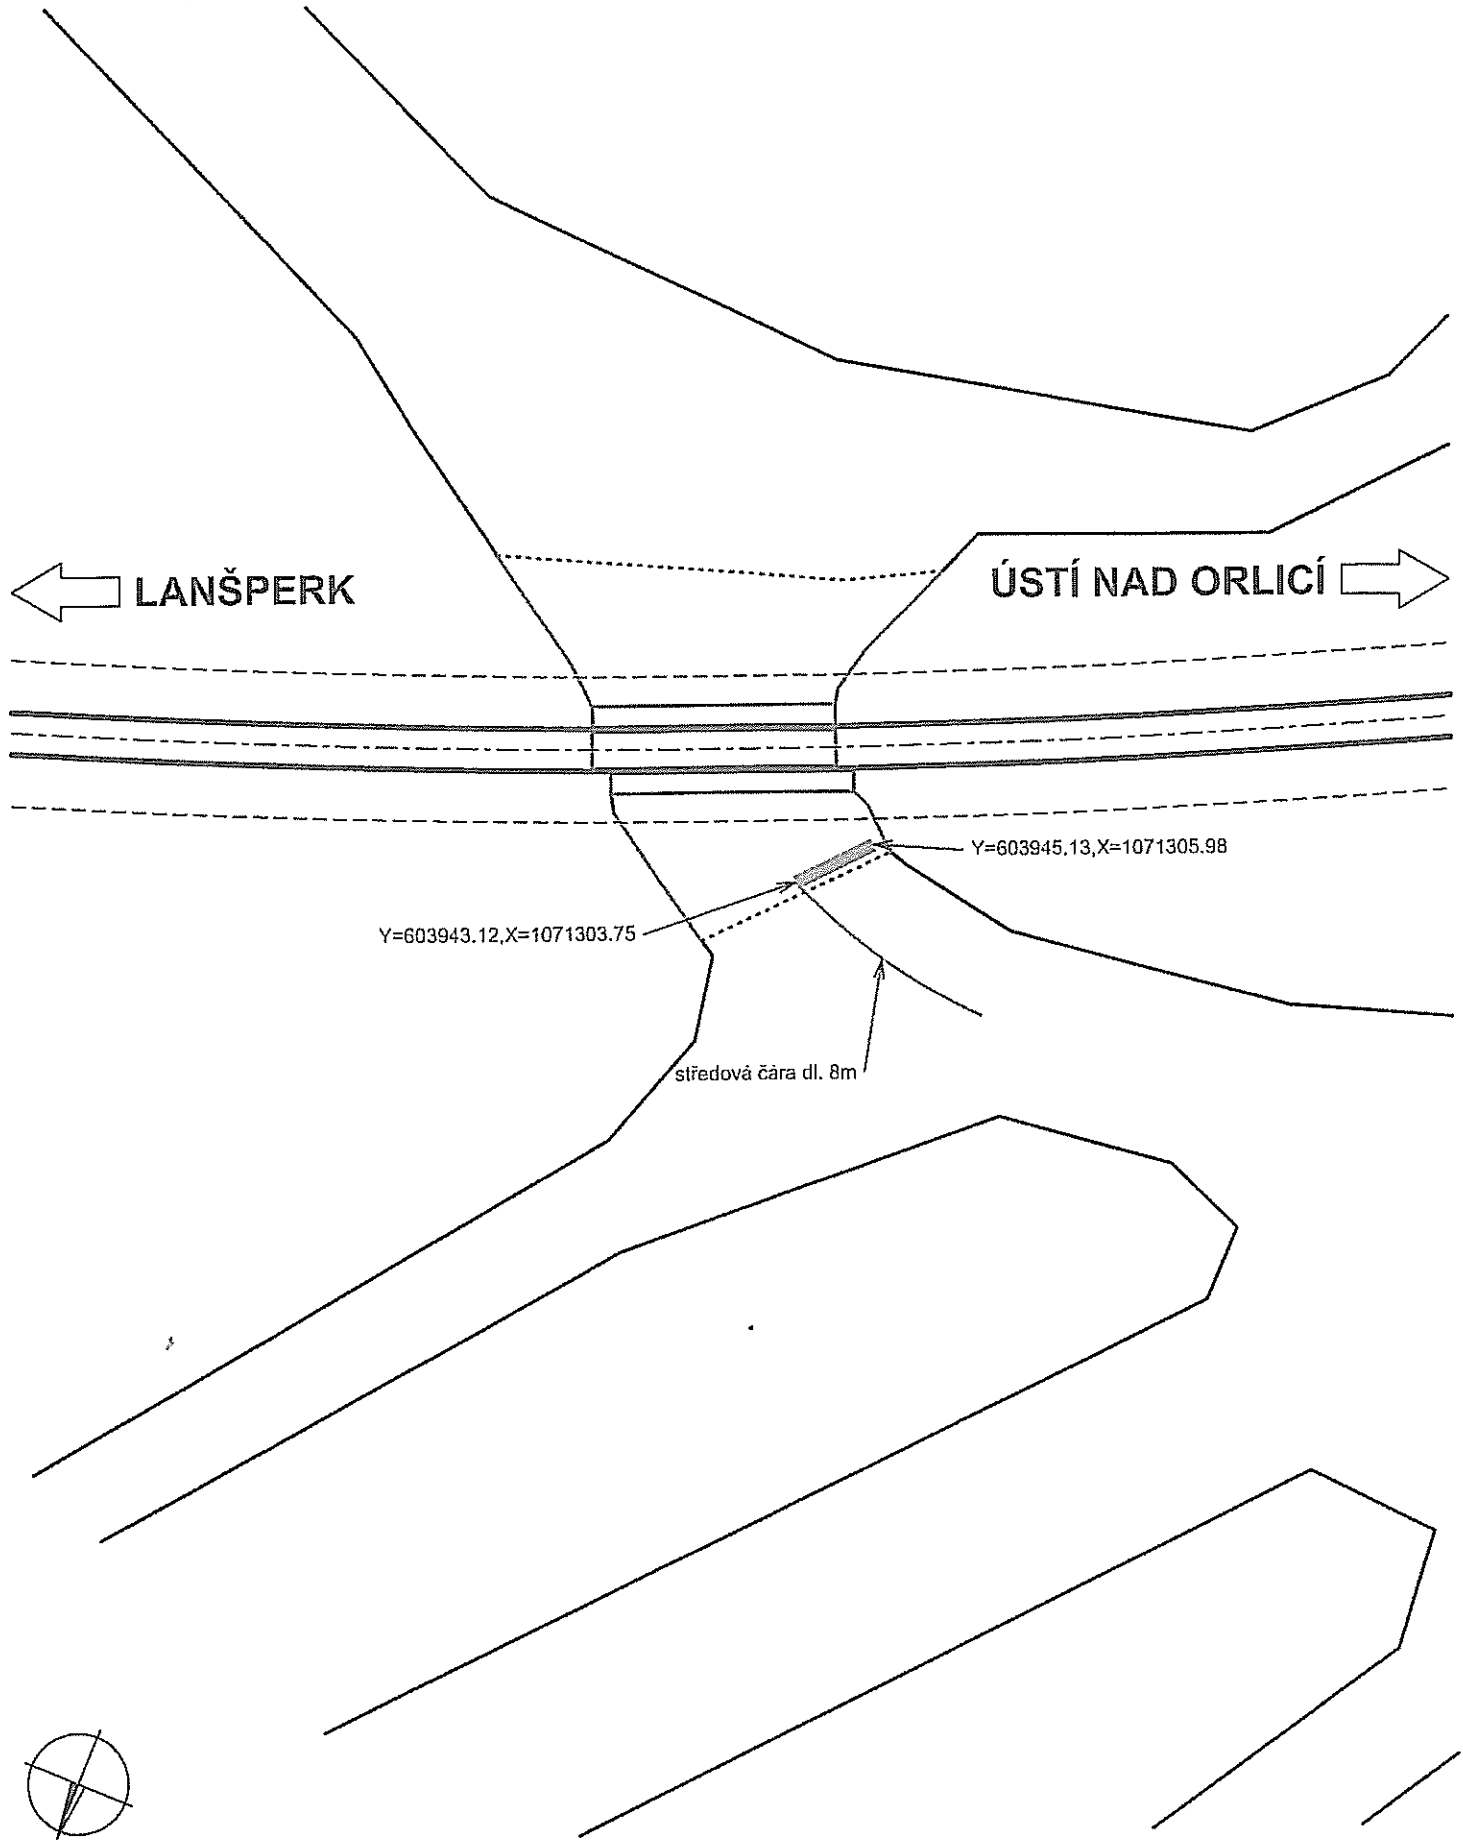 LANŠPERK
ÚSTÍ NAD ORLICÍ
Y=603945.13,X=1071305.98
Y=603943.12,X=1071303.75
středová čára dl. 8m